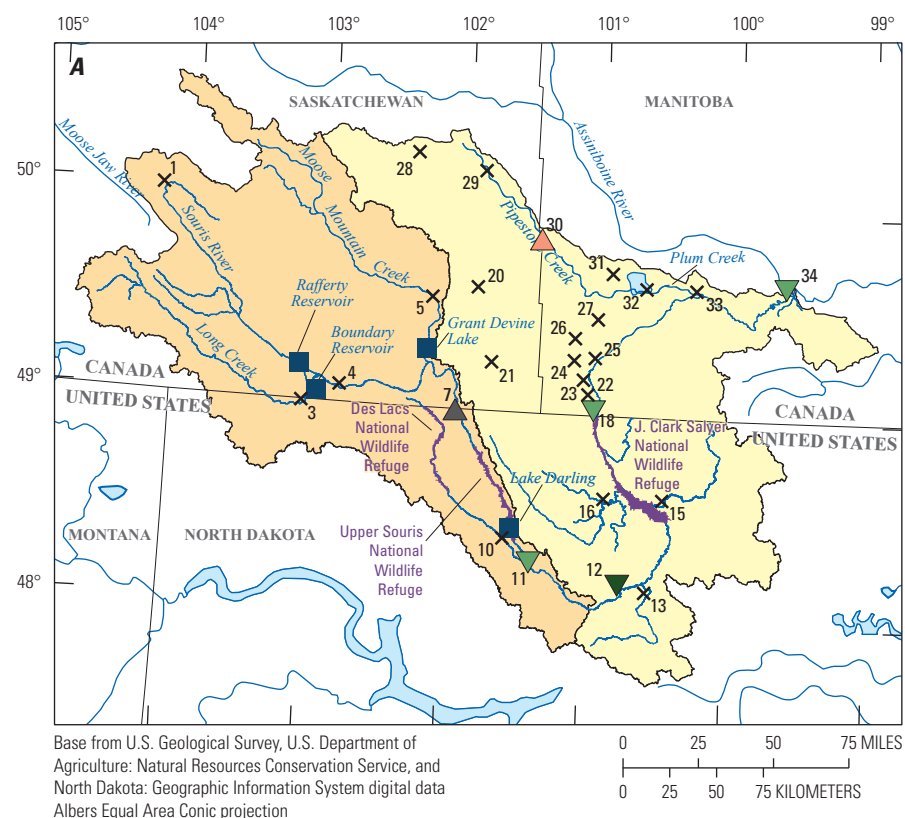 105°
104°
103°
102°
101°
100°
99°
A
SASKATCHEWAN
MANITOBA
Moose Jaw River
Assiniboine River
50°
1
28
29
Moose
Mountain
Creek
Souris River
Pipestone
Creek
30
Plum Creek
31
32
33
34
20
5
27
26
Rafferty
Reservoir
Grant Devine
Lake
Boundary
Reservoir
Long Creek
21
24
25
23
22
49°
CANADA
UNITED STATES
3
4
7
18
CANADA
UNITED STATES
Des Lacs
National
Wildlife
Refuge
J. Clark Salyer
National
Wildlife
Refuge
Lake Darling
16
15
Upper Souris
National
Wildlife
Refuge
MONTANA
NORTH DAKOTA
10
11
12
13
48°
Base from U.S. Geological Survey, U.S. Department of
Agriculture: Natural Resources Conservation Service, and
North Dakota: Geographic Information System digital data
Albers Equal Area Conic projection
0 25 50 75 MILES
0 25 50 75 KILOMETERS